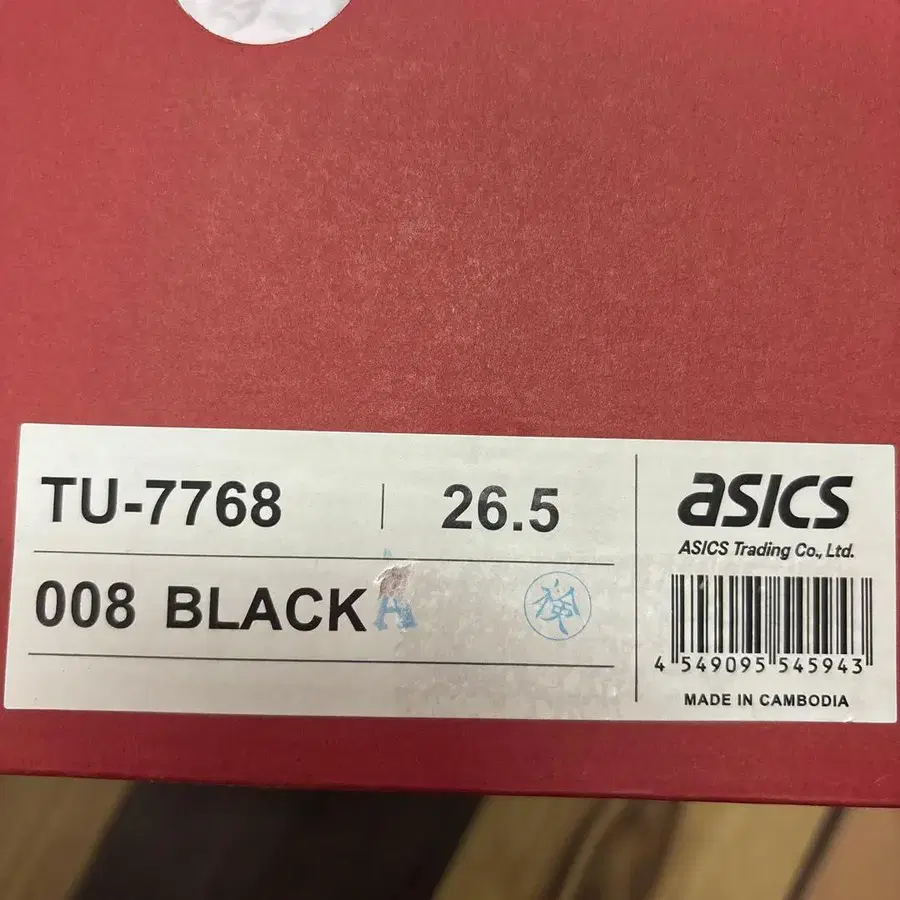 TU-7768 | 26.5
008 BLACK A
asics
ASICS Trading Co., Ltd.
4 549095 545943
MADE IN CAMBODIA